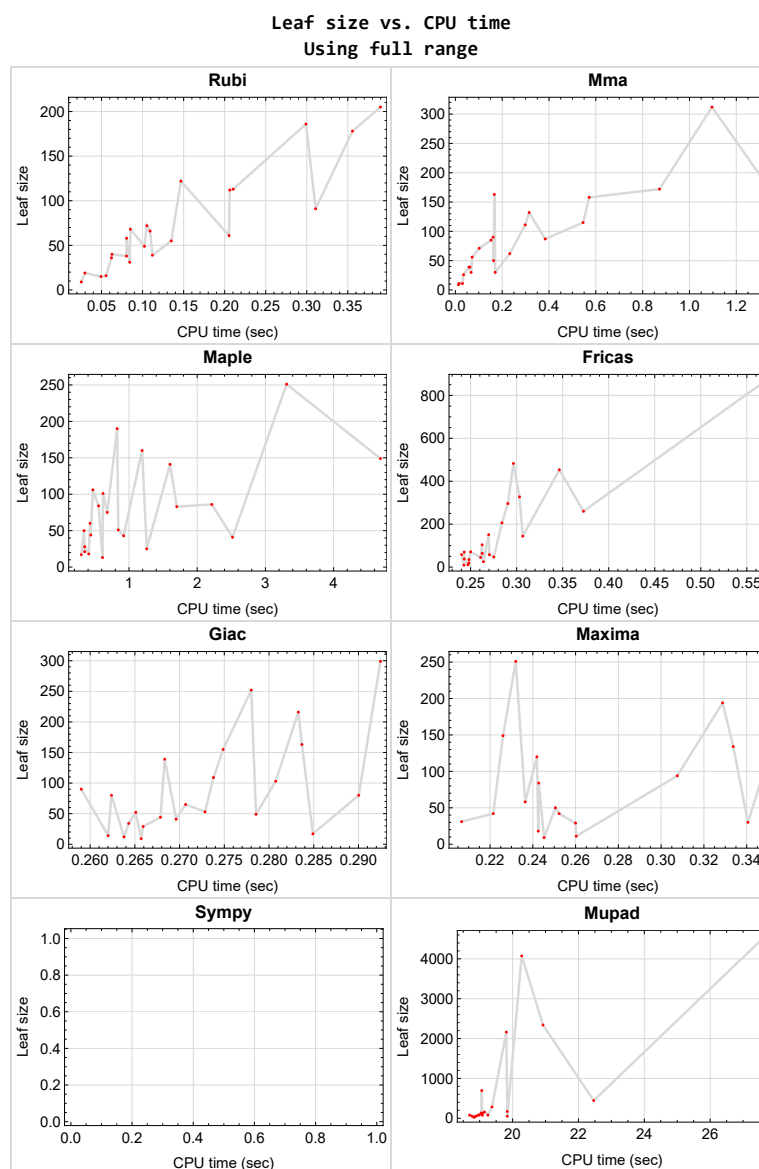 Leaf size vs. CPU time
Using full range
Rubi
Leaf size
200
150
100
50
0
0.05 0.10 0.15 0.20 0.25 0.30 0.35
CPU time (sec)
Mma
Leaf size
300
250
200
150
100
50
0
0.0 0.2 0.4 0.6 0.8 1.0 1.2
CPU time (sec)
Maple
Leaf size
250
200
150
100
50
0
1 2 3 4
CPU time (sec)
Fricas
Leaf size
800
600
400
200
0
0.25 0.30 0.35 0.40 0.45 0.50 0.55
CPU time (sec)
Giac
Leaf size
300
250
200
150
100
50
0
0.260 0.265 0.270 0.275 0.280 0.285 0.290
CPU time (sec)
Maxima
Leaf size
250
200
150
100
50
0
0.22 0.24 0.26 0.28 0.30 0.32 0.34
CPU time (sec)
Sympy
Leaf size
1.0
0.8
0.6
0.4
0.2
0.0
0.0 0.2 0.4 0.6 0.8 1.0
CPU time (sec)
Mupad
Leaf size
4000
3000
2000
1000
0
20 22 24 26
CPU time (sec)